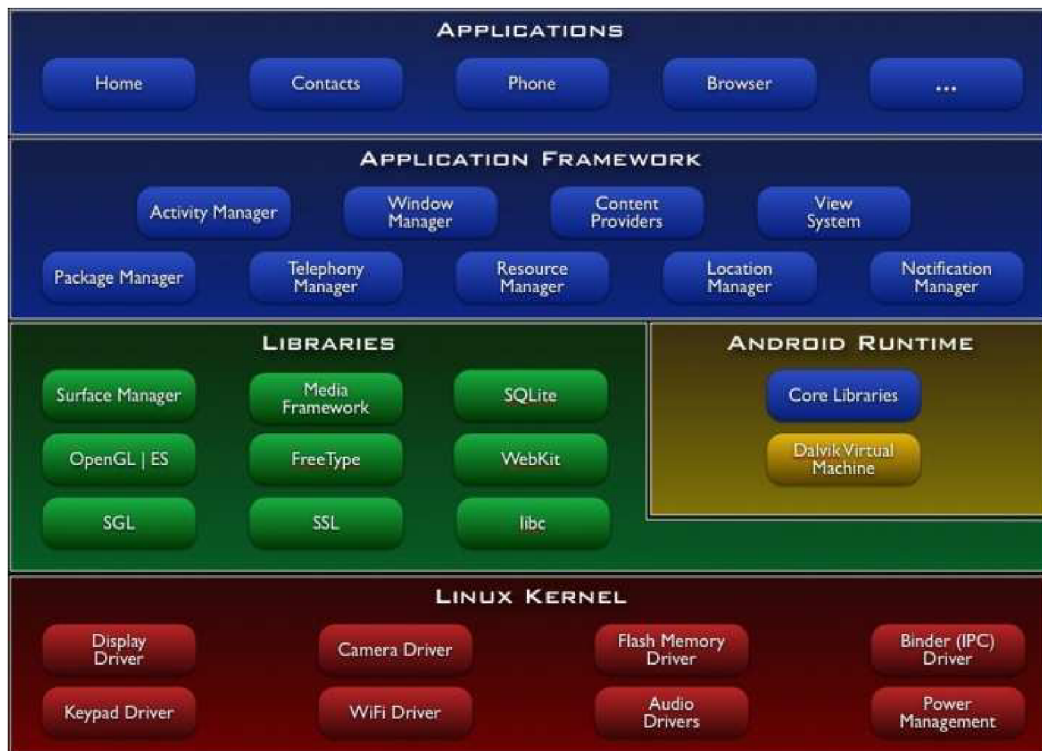 APPLICATIONS
Home
Contacts
Phone
Browser
...
APPLICATION FRAMEWORK
Activity Manager
Window
Manager
Content
Providers
View
System
Package Manager
Telephony
Manager
Resource
Manager
Location
Manager
Notification
Manager
LIBRARIES
Surface Manager
Media
Framework
SQLite
OpenGL | ES
FreeType
WebKit
SGL
SSL
libc
ANDROID RUNTIME
Core Libraries
Dalvik Virtual
Machine
LINUX KERNEL
Display
Driver
Camera Driver
Flash Memory
Driver
Binder (IPC)
Driver
Keypad Driver
WiFi Driver
Audio
Drivers
Power
Management